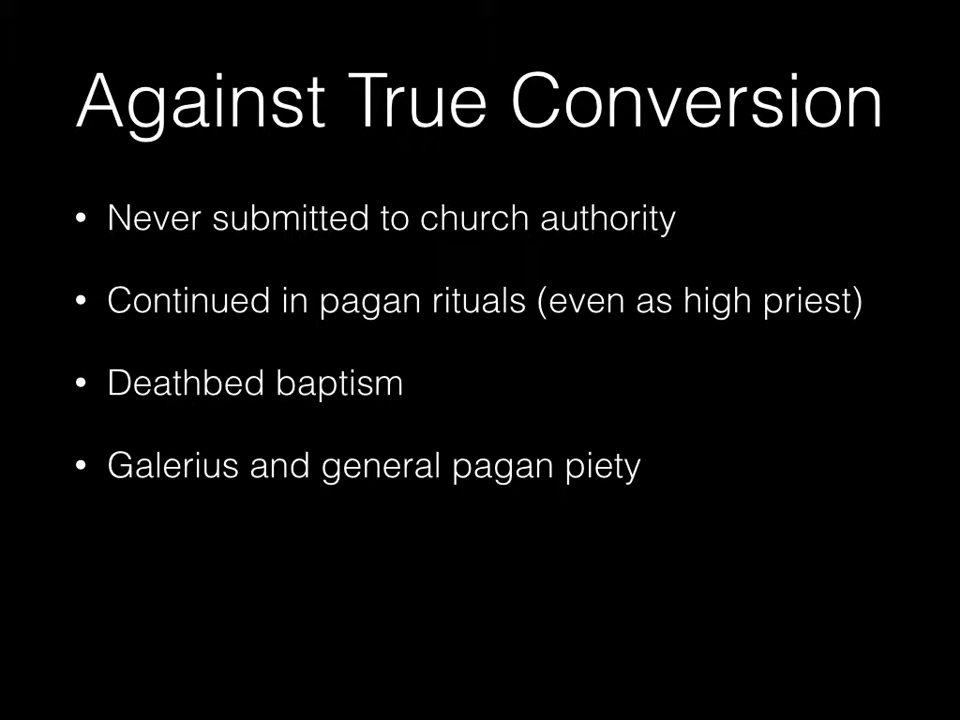 Against True Conversion
• Never submitted to church authority
• Continued in pagan rituals (even as high priest)
• Deathbed baptism
• Galerius and general pagan piety